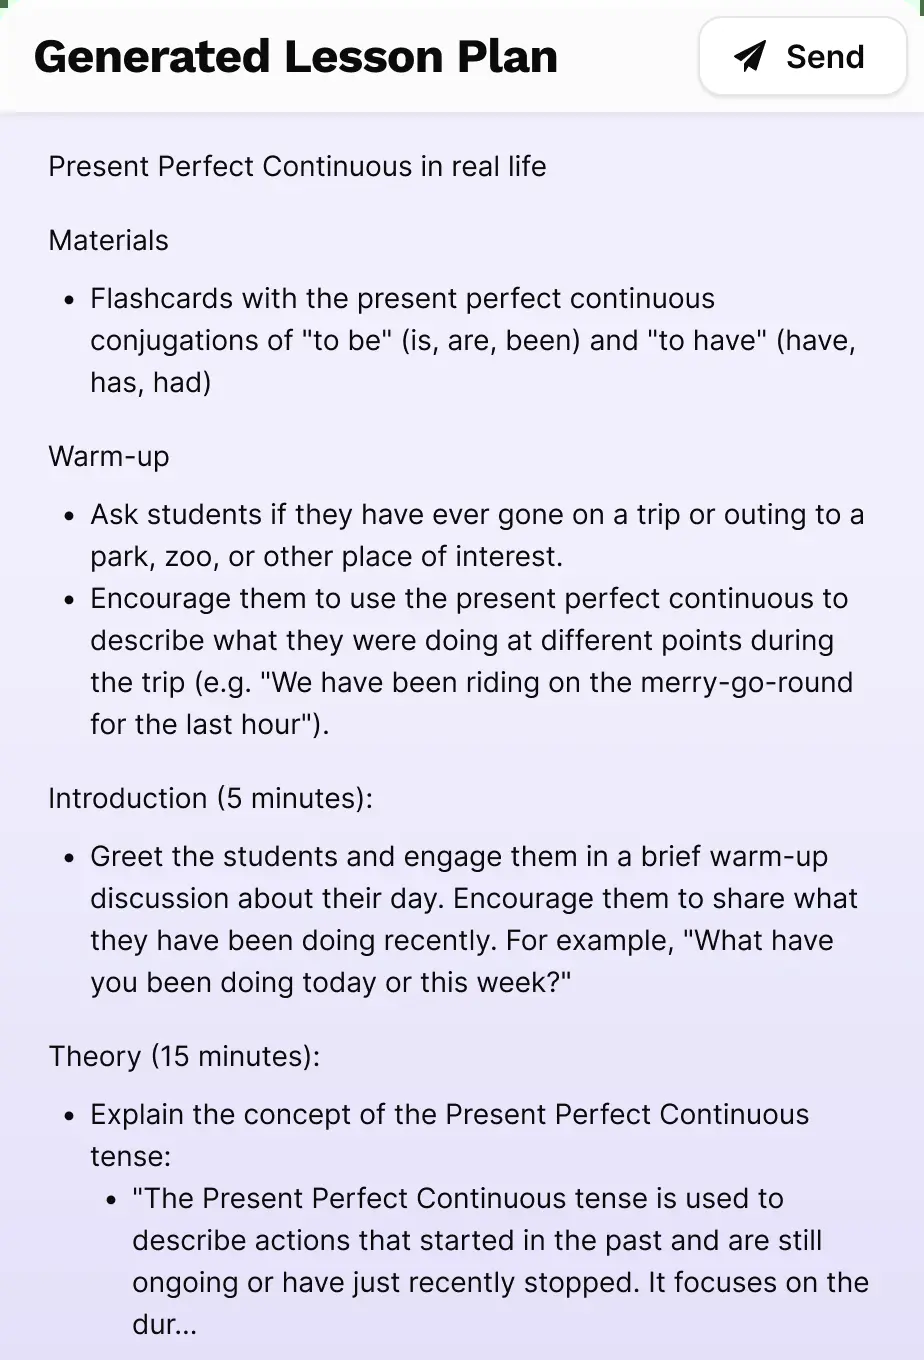 Generated Lesson Plan
Send
Present Perfect Continuous in real life
Materials
• Flashcards with the present perfect continuous
conjugations of "to be" (is, are, been) and "to have" (have,
has, had)
Warm-up
• Ask students if they have ever gone on a trip or outing to a
park, zoo, or other place of interest.
• Encourage them to use the present perfect continuous to
describe what they were doing at different points during
the trip (e.g. "We have been riding on the merry-go-round
for the last hour").
Introduction (5 minutes):
• Greet the students and engage them in a brief warm-up
discussion about their day. Encourage them to share what
they have been doing recently. For example, "What have
you been doing today or this week?"
Theory (15 minutes):
• Explain the concept of the Present Perfect Continuous
tense:
• "The Present Perfect Continuous tense is used to
describe actions that started in the past and are still
ongoing or have just recently stopped. It focuses on the
dur...